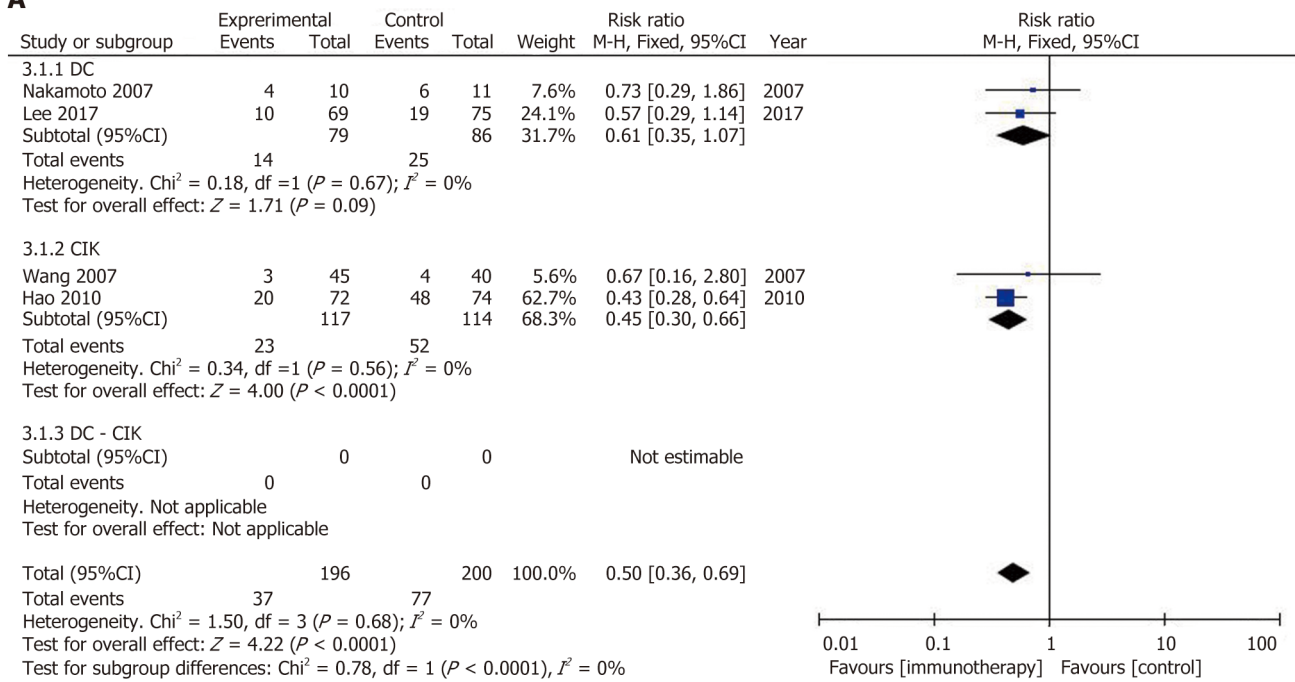 A
Exprerimental Control Risk ratio Risk ratio
Study or subgroup Events Total Events Total Weight M-H, Fixed, 95%CI Year M-H, Fixed, 95%CI
3.1.1 DC
Nakamoto 2007 4 10 6 11 7.6% 0.73 [0.29, 1.86] 2007
Lee 2017 10 69 19 75 24.1% 0.57 [0.29, 1.14] 2017
Subtotal (95%CI) 79 86 31.7% 0.61 [0.35, 1.07]
Total events 14 25
Heterogeneity. Chi² = 0.18, df =1 (P = 0.67); I² = 0%
Test for overall effect: Z = 1.71 (P = 0.09)
3.1.2 CIK
Wang 2007 3 45 4 40 5.6% 0.67 [0.16, 2.80] 2007
Hao 2010 20 72 48 74 62.7% 0.43 [0.28, 0.64] 2010
Subtotal (95%CI) 117 114 68.3% 0.45 [0.30, 0.66]
Total events 23 52
Heterogeneity. Chi² = 0.34, df =1 (P = 0.56); I² = 0%
Test for overall effect: Z = 4.00 (P < 0.0001)
3.1.3 DC - CIK
Subtotal (95%CI) 0 0 Not estimable
Total events 0 0
Heterogeneity. Not applicable
Test for overall effect: Not applicable
Total (95%CI) 196 200 100.0% 0.50 [0.36, 0.69]
Total events 37 77
Heterogeneity. Chi² = 1.50, df = 3 (P = 0.68); I² = 0%
Test for overall effect: Z = 4.22 (P < 0.0001)
Test for subgroup differences: Chi² = 0.78, df = 1 (P < 0.0001), I² = 0%
0.01 0.1 1 10 100
Favours [immunotherapy] Favours [control]